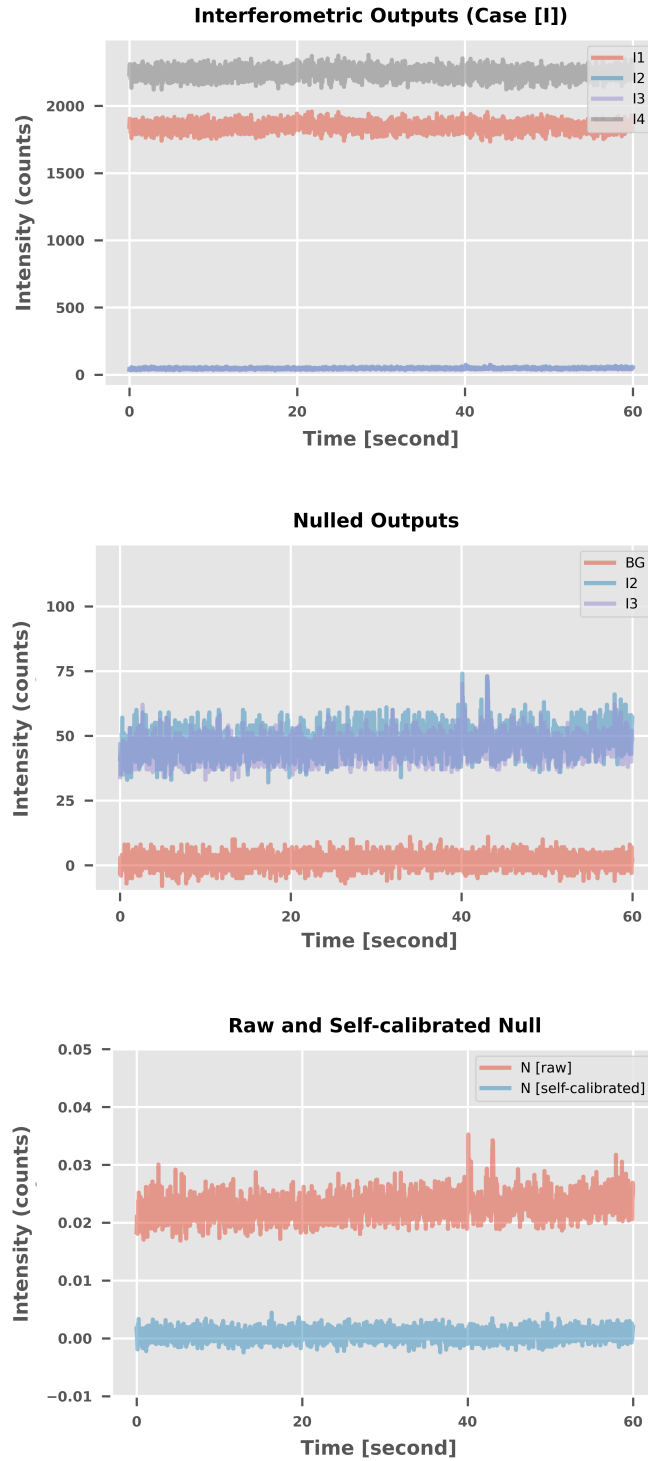 Interferometric Outputs (Case [I])
Intensity (counts)
2000
1500
1000
500
0
I1
I2
I3
I4
0 20 40 60
Time [second]
Nulled Outputs
Intensity (counts)
100
75
50
25
0
BG
I2
I3
0 20 40 60
Time [second]
Raw and Self-calibrated Null
Intensity (counts)
0.05
0.04
0.03
0.02
0.01
0.00
−0.01
N [raw]
N [self-calibrated]
0 20 40 60
Time [second]